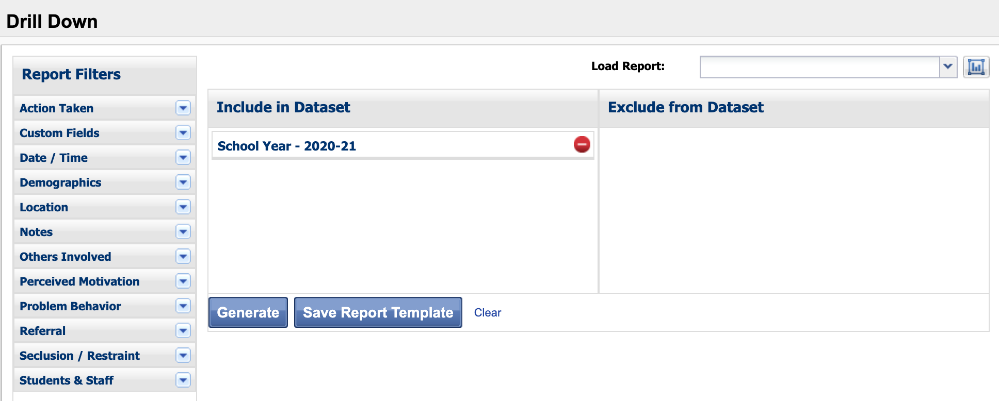 Drill Down
Report Filters
Action Taken
Custom Fields
Date / Time
Demographics
Location
Notes
Others Involved
Perceived Motivation
Problem Behavior
Referral
Seclusion / Restraint
Students & Staff
Load Report:
Include in Dataset
School Year - 2020-21
Exclude from Dataset
Generate
Save Report Template
Clear